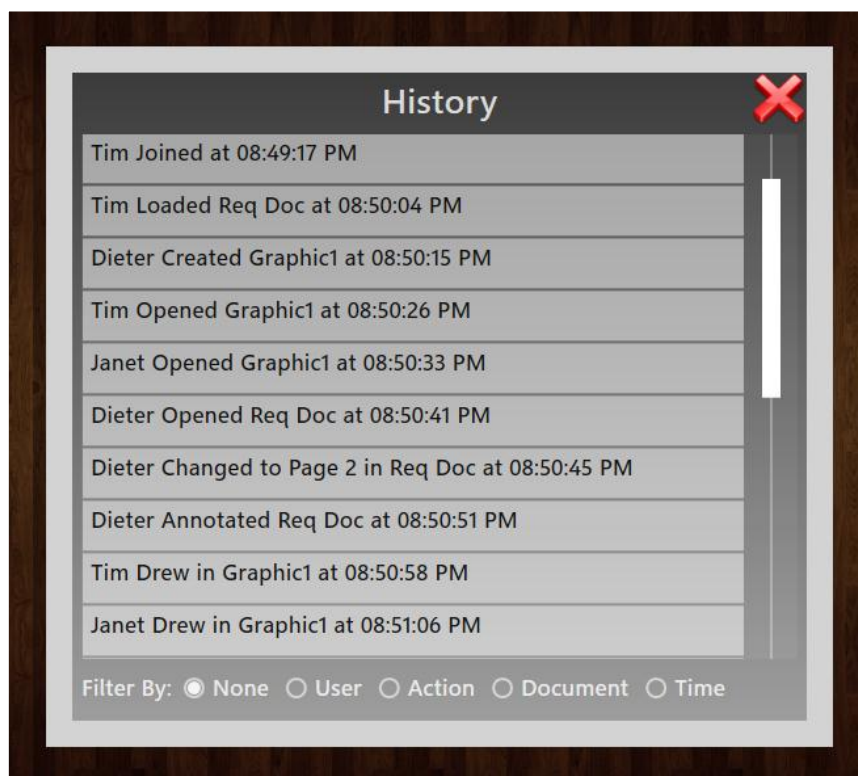 History
Tim Joined at 08:49:17 PM
Tim Loaded Req Doc at 08:50:04 PM
Dieter Created Graphic1 at 08:50:15 PM
Tim Opened Graphic1 at 08:50:26 PM
Janet Opened Graphic1 at 08:50:33 PM
Dieter Opened Req Doc at 08:50:41 PM
Dieter Changed to Page 2 in Req Doc at 08:50:45 PM
Dieter Annotated Req Doc at 08:50:51 PM
Tim Drew in Graphic1 at 08:50:58 PM
Janet Drew in Graphic1 at 08:51:06 PM
Filter By: None User Action Document Time